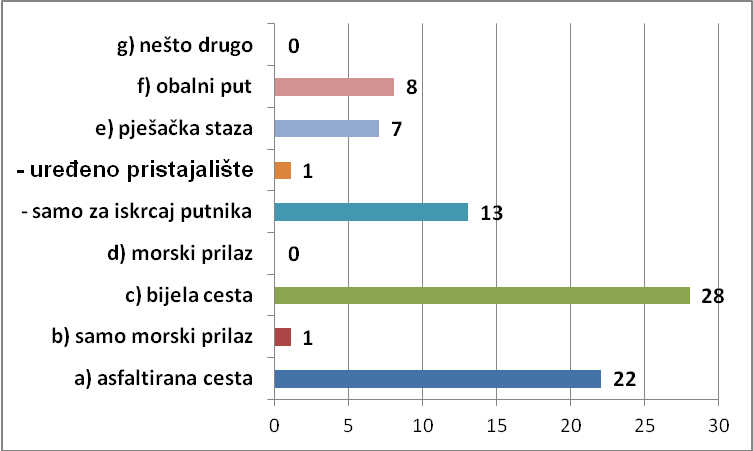 g) nešto drugo 0
f) obalni put 8
e) pješačka staza 7
- uređeno pristajalište 1
- samo za iskrcaj putnika 13
d) morski prilaz 0
c) bijela cesta 28
b) samo morski prilaz 1
a) asfaltirana cesta 22
0 5 10 15 20 25 30